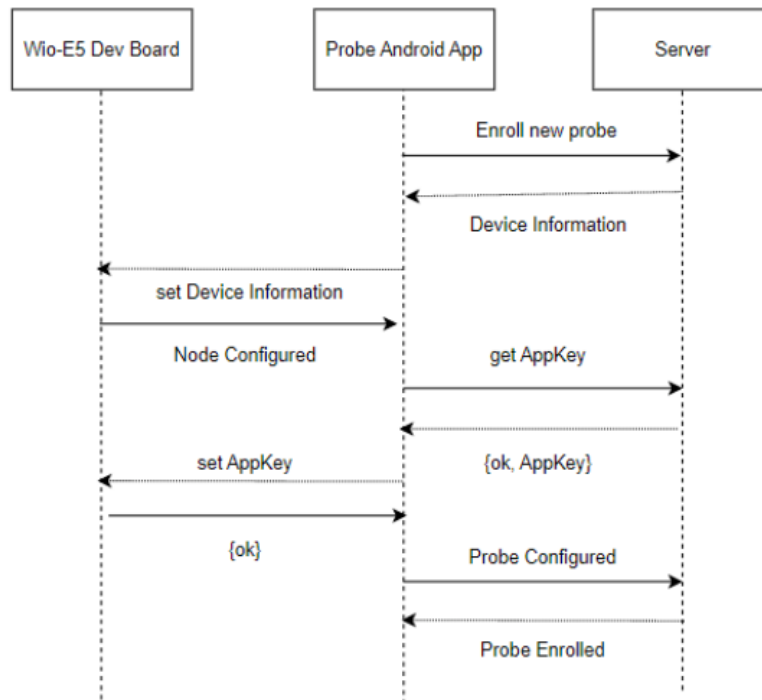 Wio-E5 Dev Board
Probe Android App
Server
Enroll new probe
Device Information
set Device Information
Node Configured
get AppKey
set AppKey
{ok, AppKey}
{ok}
Probe Configured
Probe Enrolled